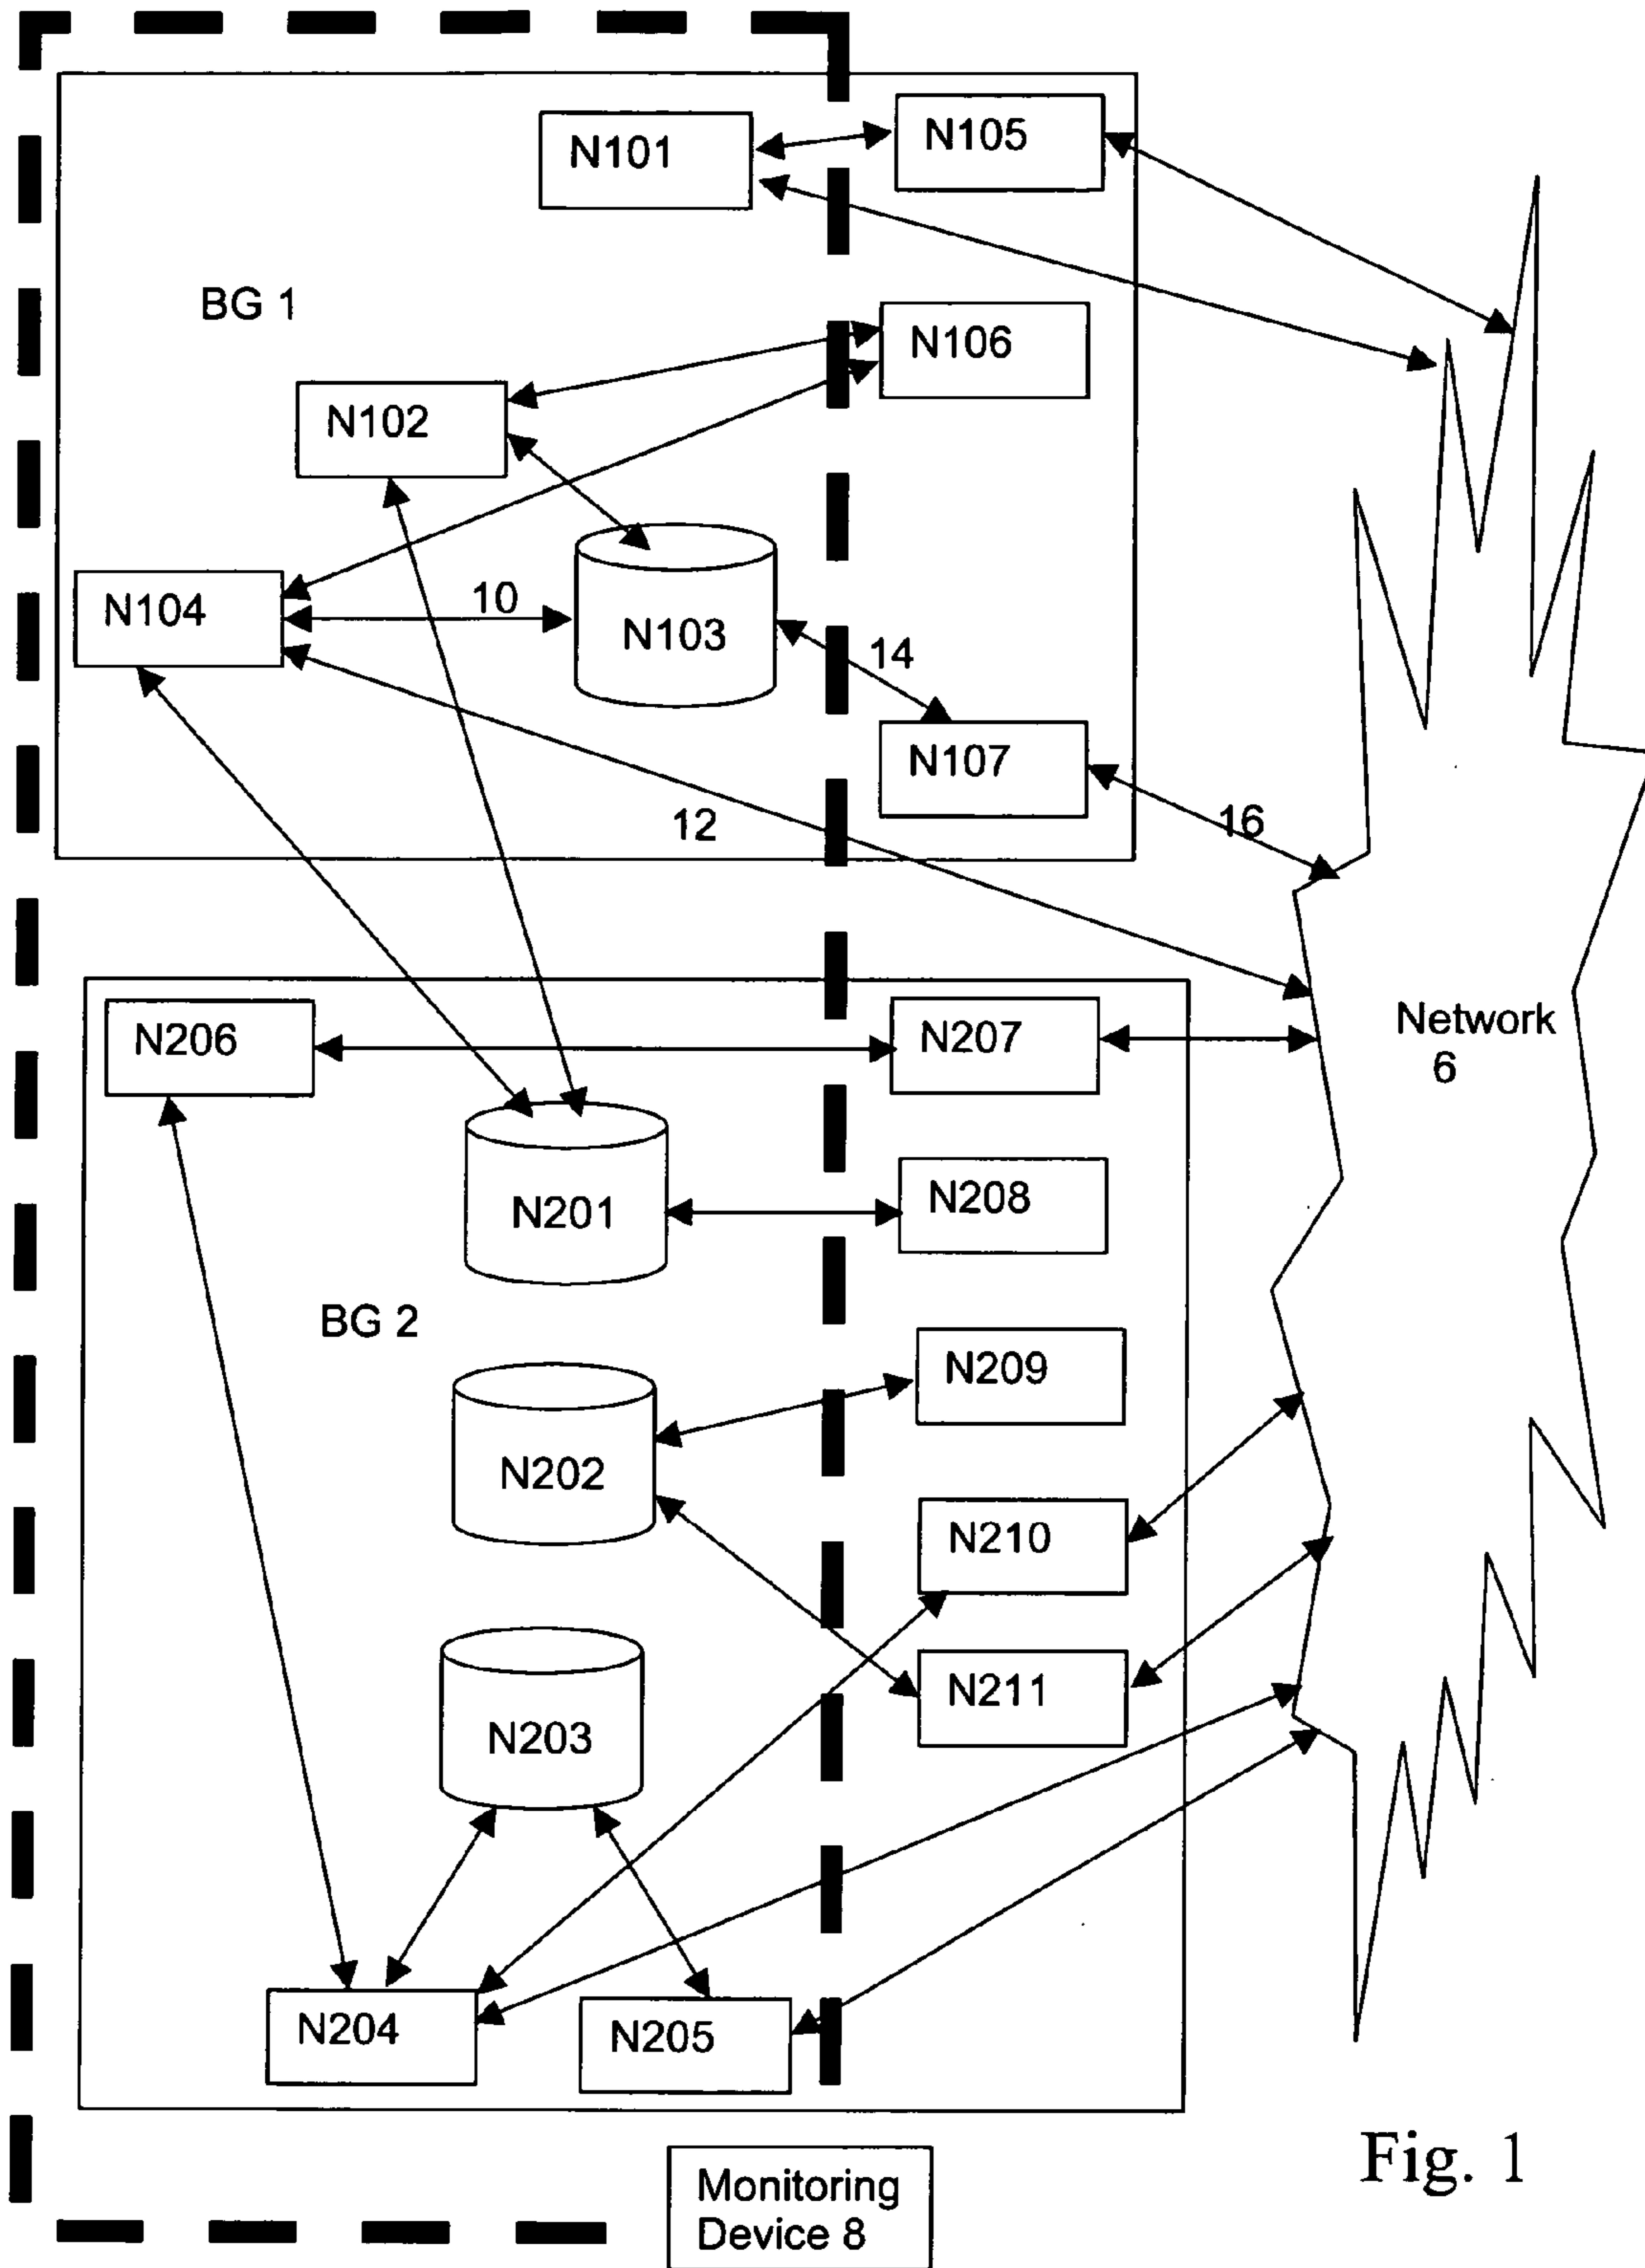 N101
N105
BG 1
N106
N102
N104
10
N103
14
N107
12
16
N206
N207
Network
6
N201
N208
BG 2
N209
N202
N210
N211
N203
N204
N205
Monitoring
Device 8
Fig. 1